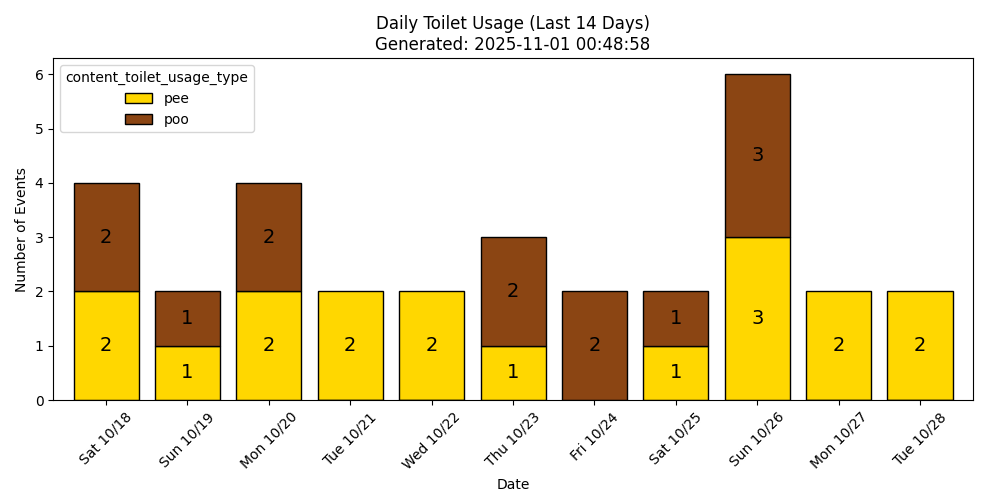 Daily Toilet Usage (Last 14 Days)
Generated: 2025-11-01 00:48:58
content_toilet_usage_type
pee
poo
Number of Events
6
5
4
3
2
1
0
2
2
1
1
2
2
2
2
2
1
2
1
1
3
3
2
2
Sat 10/18
Sun 10/19
Mon 10/20
Tue 10/21
Wed 10/22
Thu 10/23
Fri 10/24
Sat 10/25
Sun 10/26
Mon 10/27
Tue 10/28
Date